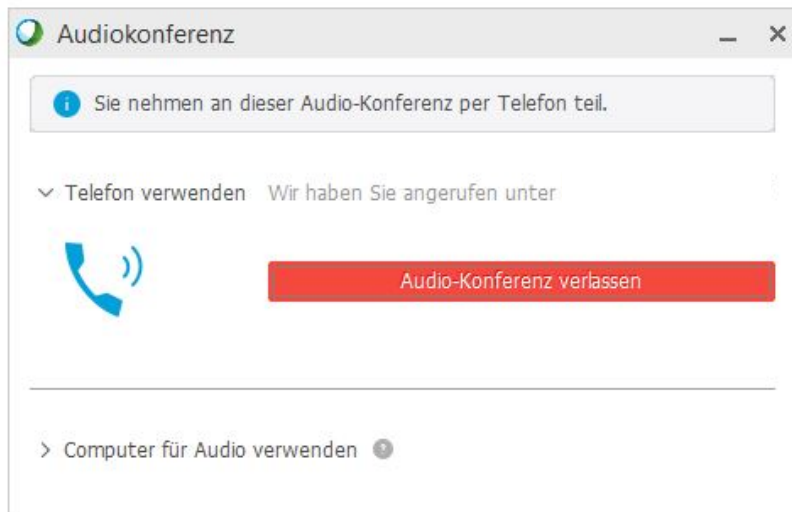 Audiokonferenz
Sie nehmen an dieser Audio-Konferenz per Telefon teil.
Telefon verwenden Wir haben Sie angerufen unter
Audio-Konferenz verlassen
Computer für Audio verwenden